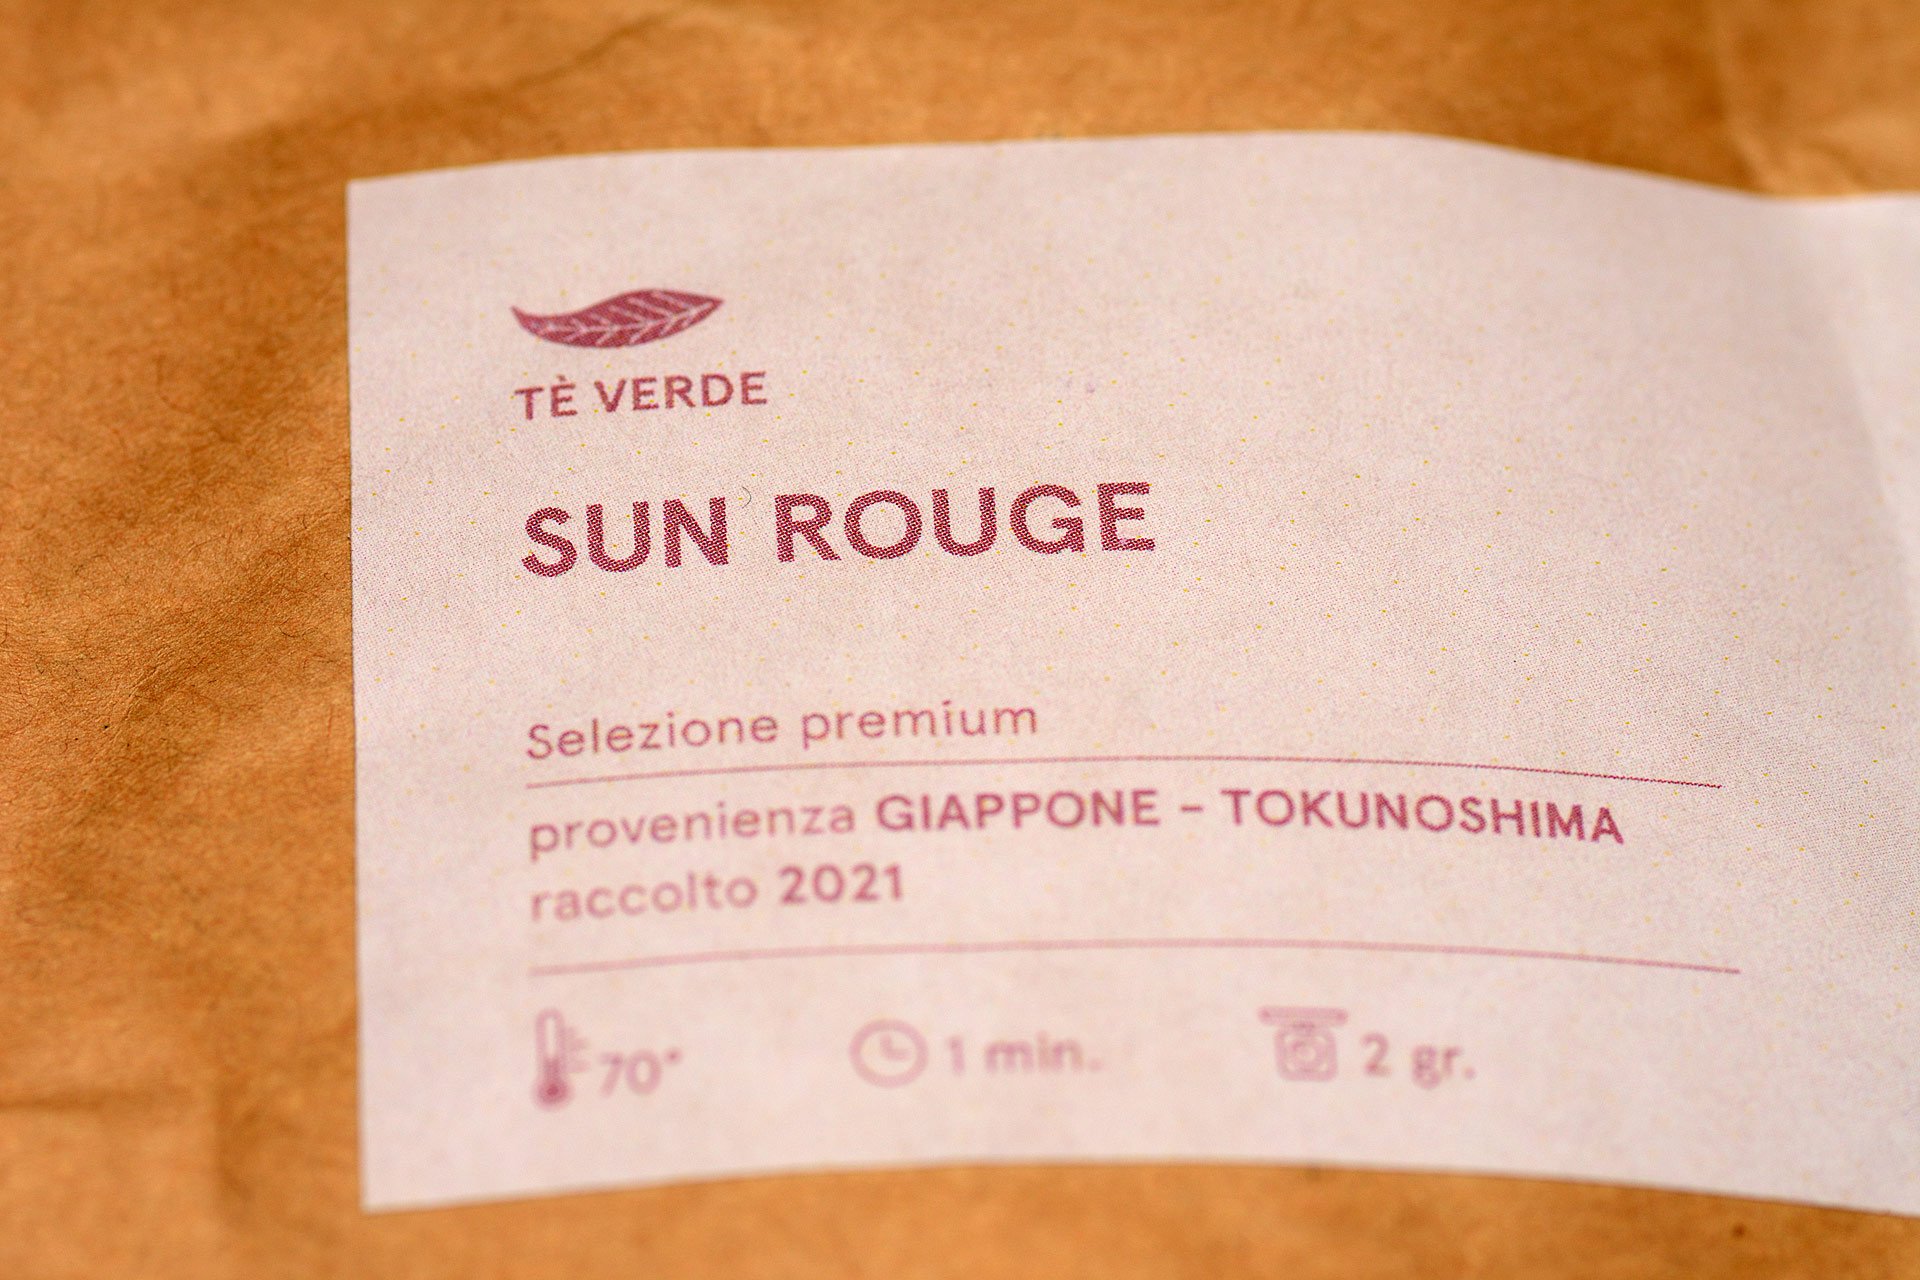 TÈ VERDE
SUN ROUGE
Selezione premium
provenienza GIAPPONE – TOKUNOSHIMA
raccolto 2021
70° 1 min. 2 gr.